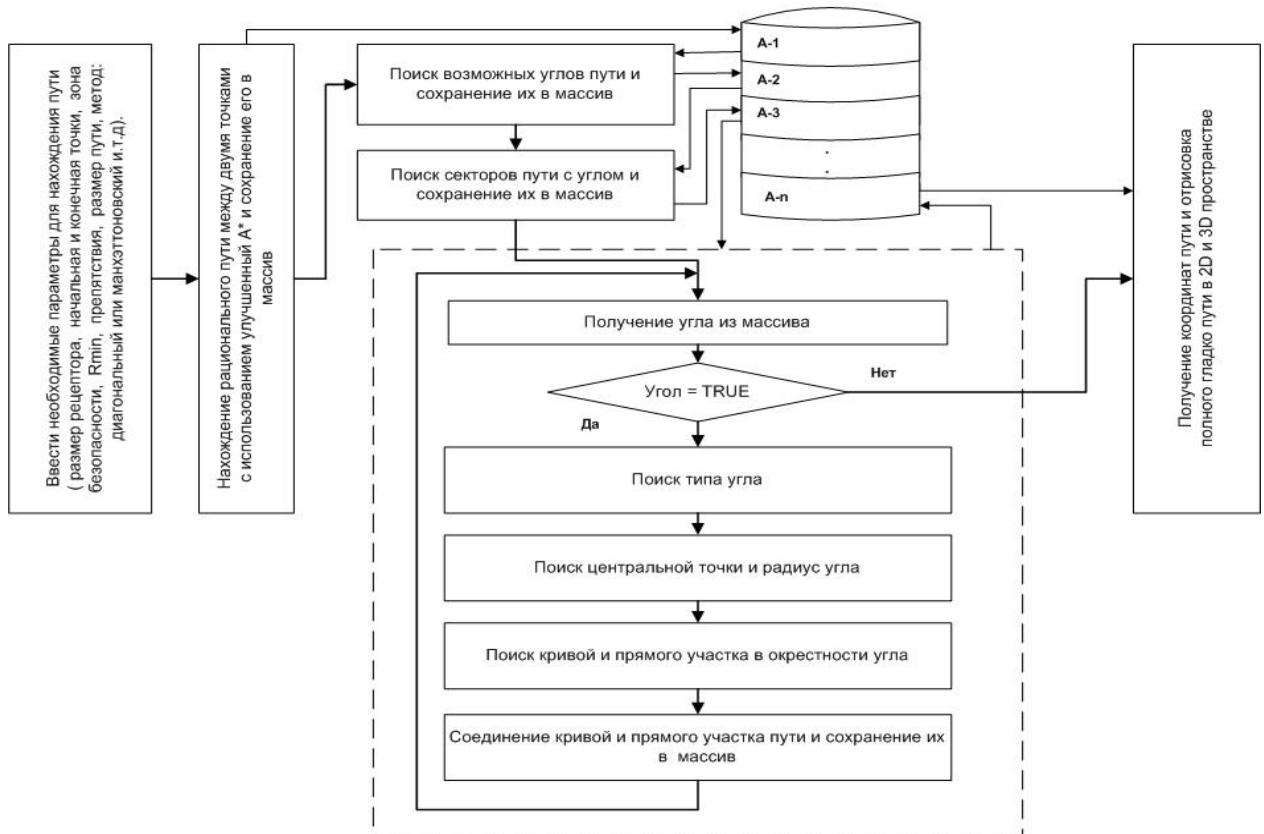 Ввести необходимые параметры для нахождения пути
( размер рецептора, начальная и конечная точки, зона
безопасности, Rmin, препятствия, размер пути, метод:
диагональный или манхэттоновский и.т.д).
Нахождение рационального пути между двумя точками
с использованием улучшенный А* и сохранение его в
массив
Поиск возможных углов пути и
сохранение их в массив
Поиск секторов пути с углом и
сохранение их в массив
A-1
A-2
A-3
.
.
A-n
Получение угла из массива
Угол = TRUE
Нет
Да
Поиск типа угла
Поиск центральной точки и радиус угла
Поиск кривой и прямого участка в окрестности угла
Соединение кривой и прямого участка пути и сохранение их
в массив
Получение координат пути и отрисовка
полного гладко пути в 2D и 3D пространстве